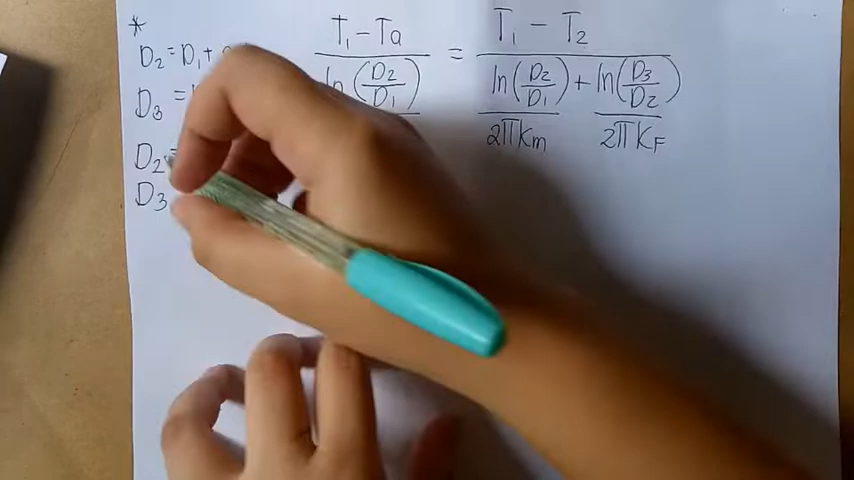 *
D₂ = D₁ +
D₃ =
D₂ =
D₃
T₁ - Ta / ln (D₂/D₁) = T₁ - T₂ / ln(D₂/D₁) / 2πKm + ln(D₃/D₂) / 2πKF